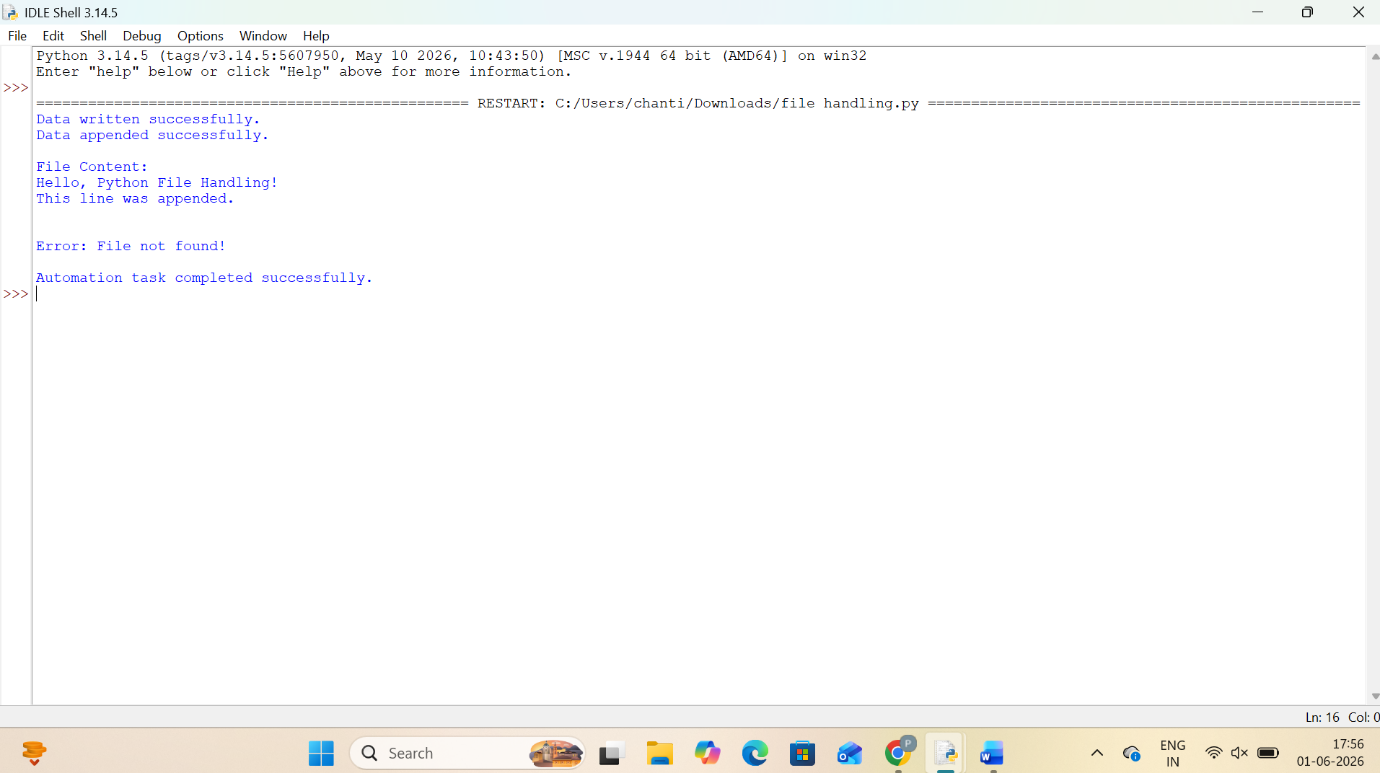 IDLE Shell 3.14.5
File Edit Shell Debug Options Window Help
Python 3.14.5 (tags/v3.14.5:5607950, May 10 2026, 10:43:50) [MSC v.1944 64 bit (AMD64)] on win32
Enter "help" below or click "Help" above for more information.
>>>
================================================== RESTART: C:/Users/chanti/Downloads/file handling.py ==================================================
Data written successfully.
Data appended successfully.
File Content:
Hello, Python File Handling!
This line was appended.
Error: File not found!
Automation task completed successfully.
>>>
Ln: 16 Col: 0
Search
P
W
ENG
IN
17:56
01-06-2026